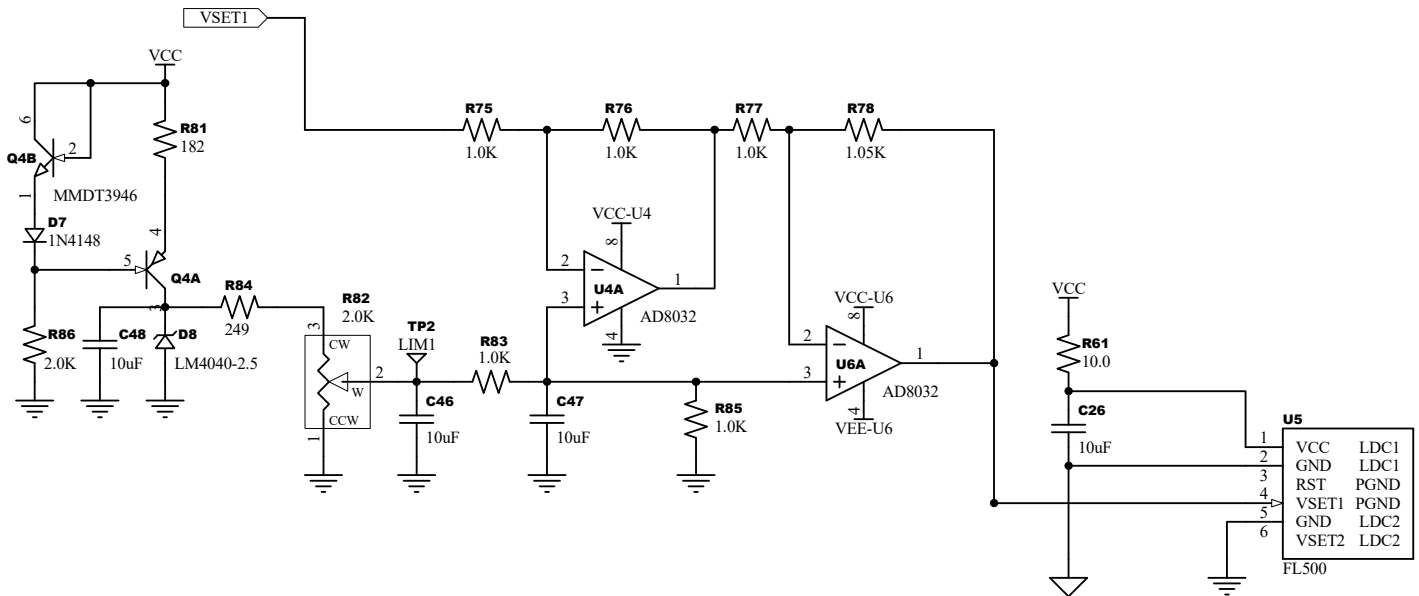 VSET1
VCC
R81
182
6
2
Q4B
1
MMDT3946
D7
1N4148
4
5
Q4A
3
R86
2.0K
C48
10uF
D8
LM4040-2.5
R84
249
R82
2.0K
3
CW
W
CCW
2
1
TP2
LIM1
C46
10uF
R83
1.0K
C47
10uF
R75
1.0K
R76
1.0K
R77
1.0K
R78
1.05K
VCC-U4
8
2
3
1
U4A
4
AD8032
R85
1.0K
VCC-U6
8
2
3
1
U6A
4
AD8032
VEE-U6
VCC
R61
10.0
C26
10uF
U5
1 VCC LDC1
2 GND LDC1
3 RST PGND
4 VSET1 PGND
5 GND LDC2
6 VSET2 LDC2
FL500